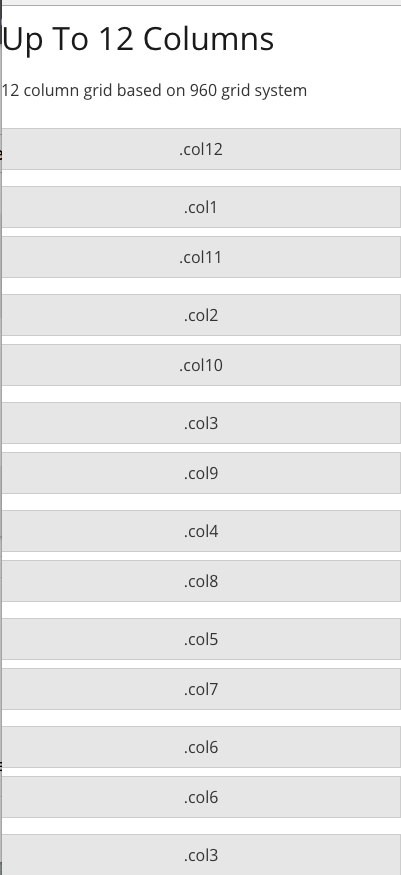 Up To 12 Columns
12 column grid based on 960 grid system
.col12
.col1
.col11
.col2
.col10
.col3
.col9
.col4
.col8
.col5
.col7
.col6
.col6
.col3